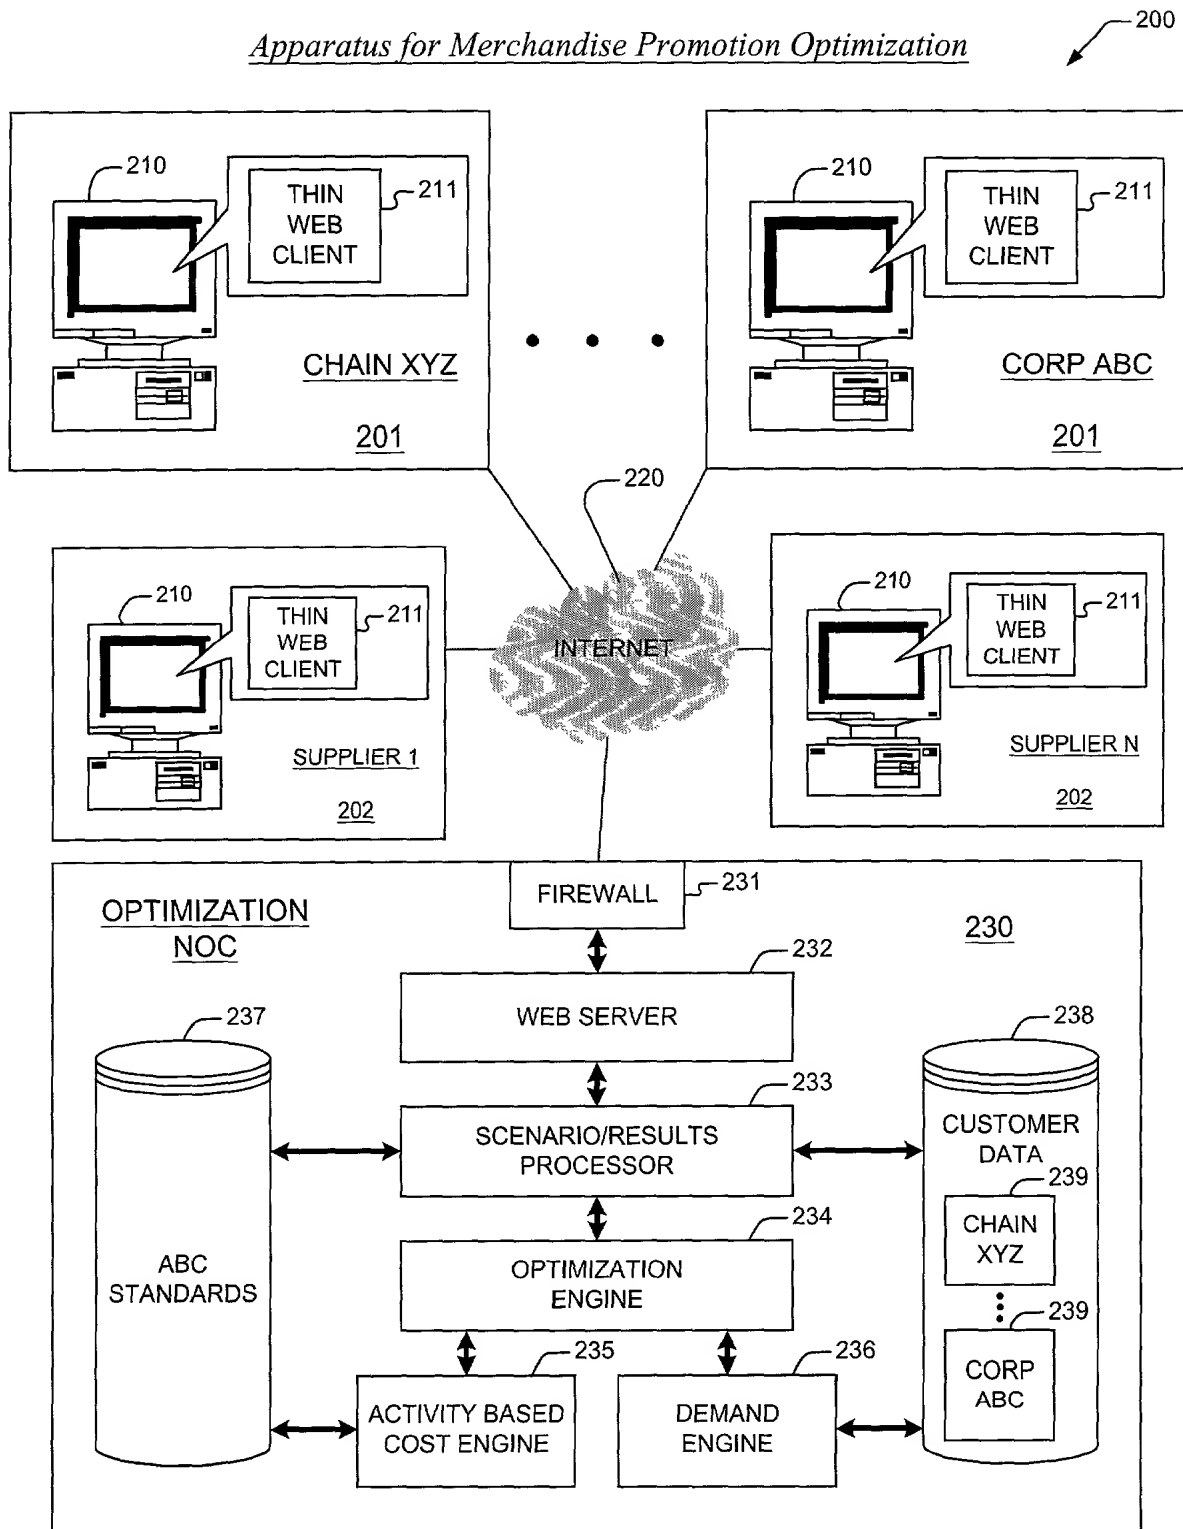 200
Apparatus for Merchandise Promotion Optimization
210
THIN
WEB
CLIENT
211
CHAIN XYZ
201
210
THIN
WEB
CLIENT
211
CORP ABC
201
220
INTERNET
210
THIN
WEB
CLIENT
211
SUPPLIER 1
202
210
THIN
WEB
CLIENT
211
SUPPLIER N
202
OPTIMIZATION
NOC
230
FIREWALL
231
WEB SERVER
232
237
ABC
STANDARDS
SCENARIO/RESULTS
PROCESSOR
233
238
CUSTOMER
DATA
239
CHAIN
XYZ
239
CORP
ABC
OPTIMIZATION
ENGINE
234
ACTIVITY BASED
COST ENGINE
235
DEMAND
ENGINE
236